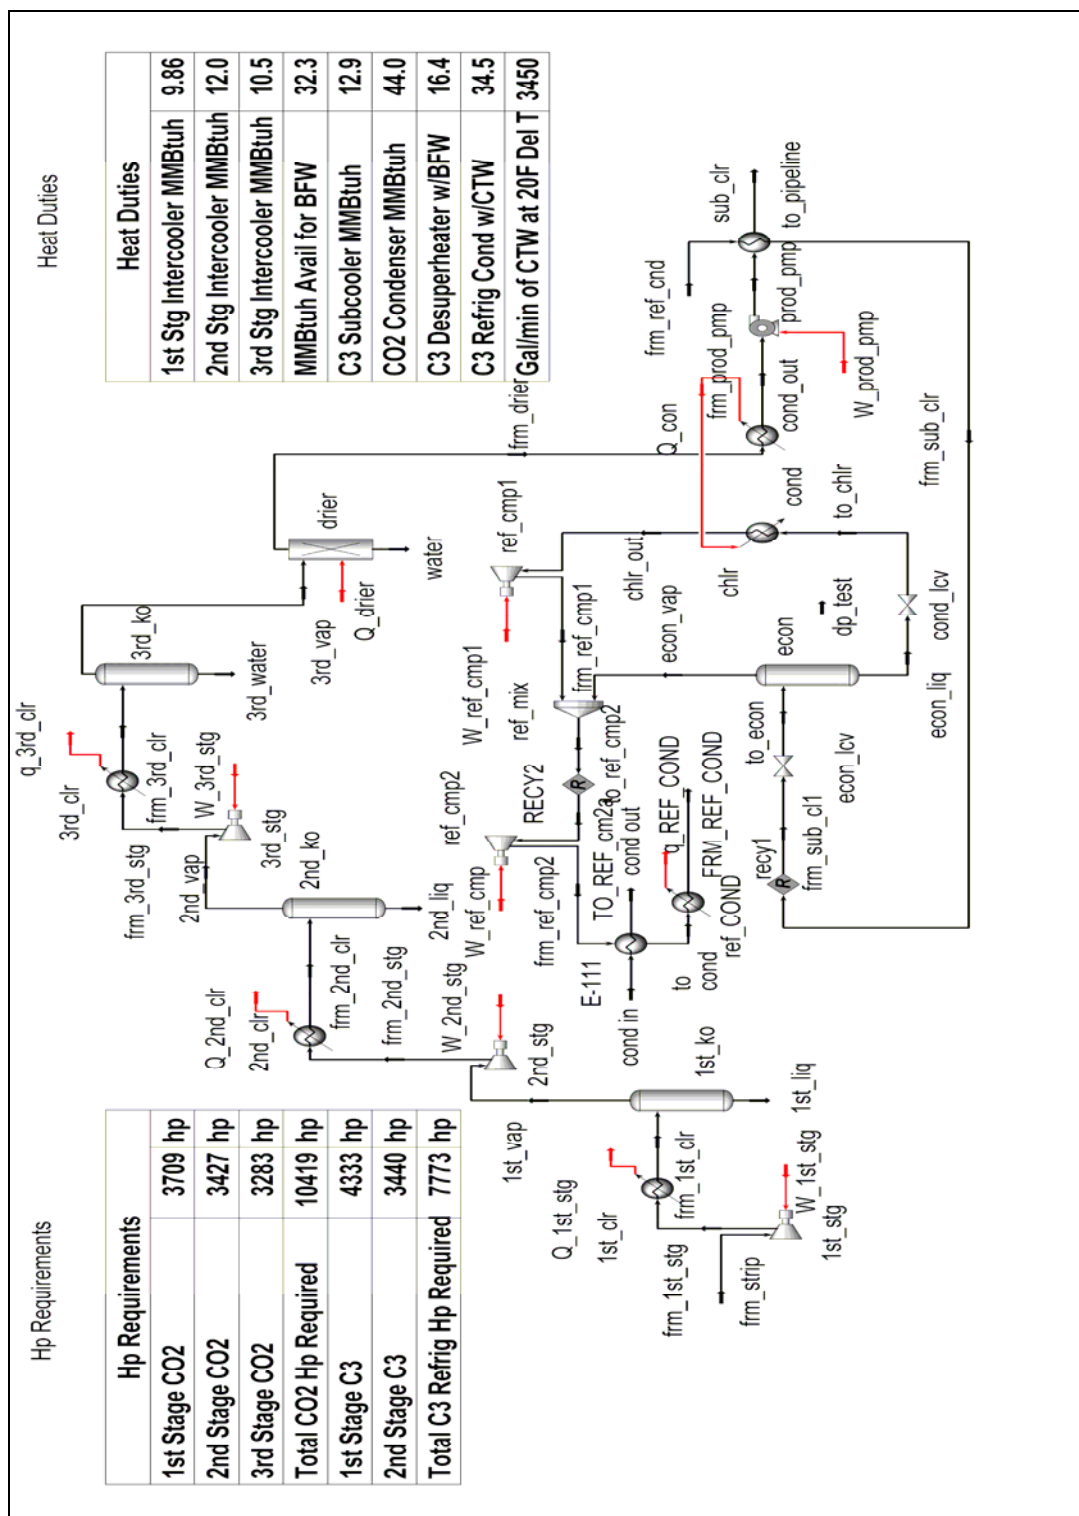 Hp Requirements
Hp Requirements
1st Stage CO2 3709 hp
2nd Stage CO2 3427 hp
3rd Stage CO2 3283 hp
Total CO2 Hp Required 10419 hp
1st Stage C3 4333 hp
2nd Stage C3 3440 hp
Total C3 Refrig Hp Required 7773 hp
Heat Duties
Heat Duties
1st Stg Intercooler MMBtuh 9.86
2nd Stg Intercooler MMBtuh 12.0
3rd Stg Intercooler MMBtuh 10.5
MMBtuh Avail for BFW 32.3
C3 Subcooler MMBtuh 12.9
CO2 Condenser MMBtuh 44.0
C3 Desuperheater w/BFW 16.4
C3 Refrig Cond w/CTW 34.5
Gal/min of CTW at 20F Del T 3450
q_3rd_clr
3rd_clr
frm_3rd_clr
3rd_ko
3rd_vap
3rd_water
frm_3rd_stg
W_3rd_stg
3rd_stg
2nd_vap
2nd_ko
2nd_liq
Q_2nd_clr
2nd_clr
frm_2nd_clr
frm_2nd_stg
W_2nd_stg
2nd_stg
1st_vap
1st_ko
1st_liq
Q_1st_stg
1st_clr
frm_1st_clr
frm_1st_stg
W_1st_stg
1st_stg
frm_strip
drier
Q_drier
water
frm_drier
ref_cmp1
W_ref_cmp1
frm_ref_cmp1
ref_mix
to_ref_cmp2
RECY2
ref_cmp2
W_ref_cmp
TO_REF_cm2a
frm_ref_cmp2
E-111
cond in
cond out
to
cond
q_REF_COND
FRM_REF_COND
ref_COND
chlr_out
econ_vap
chlr
Q_con
to_chlr
cond
cond_out
frm_prod_pmp
prod_pmp
W_prod_pmp
frm_ref_cnd
sub_clr
to_pipeline
frm_sub_clr
dp_test
econ
to_econ
econ_liq
cond_lcv
econ_lcv
recy1
frm_sub_cl1
R
R